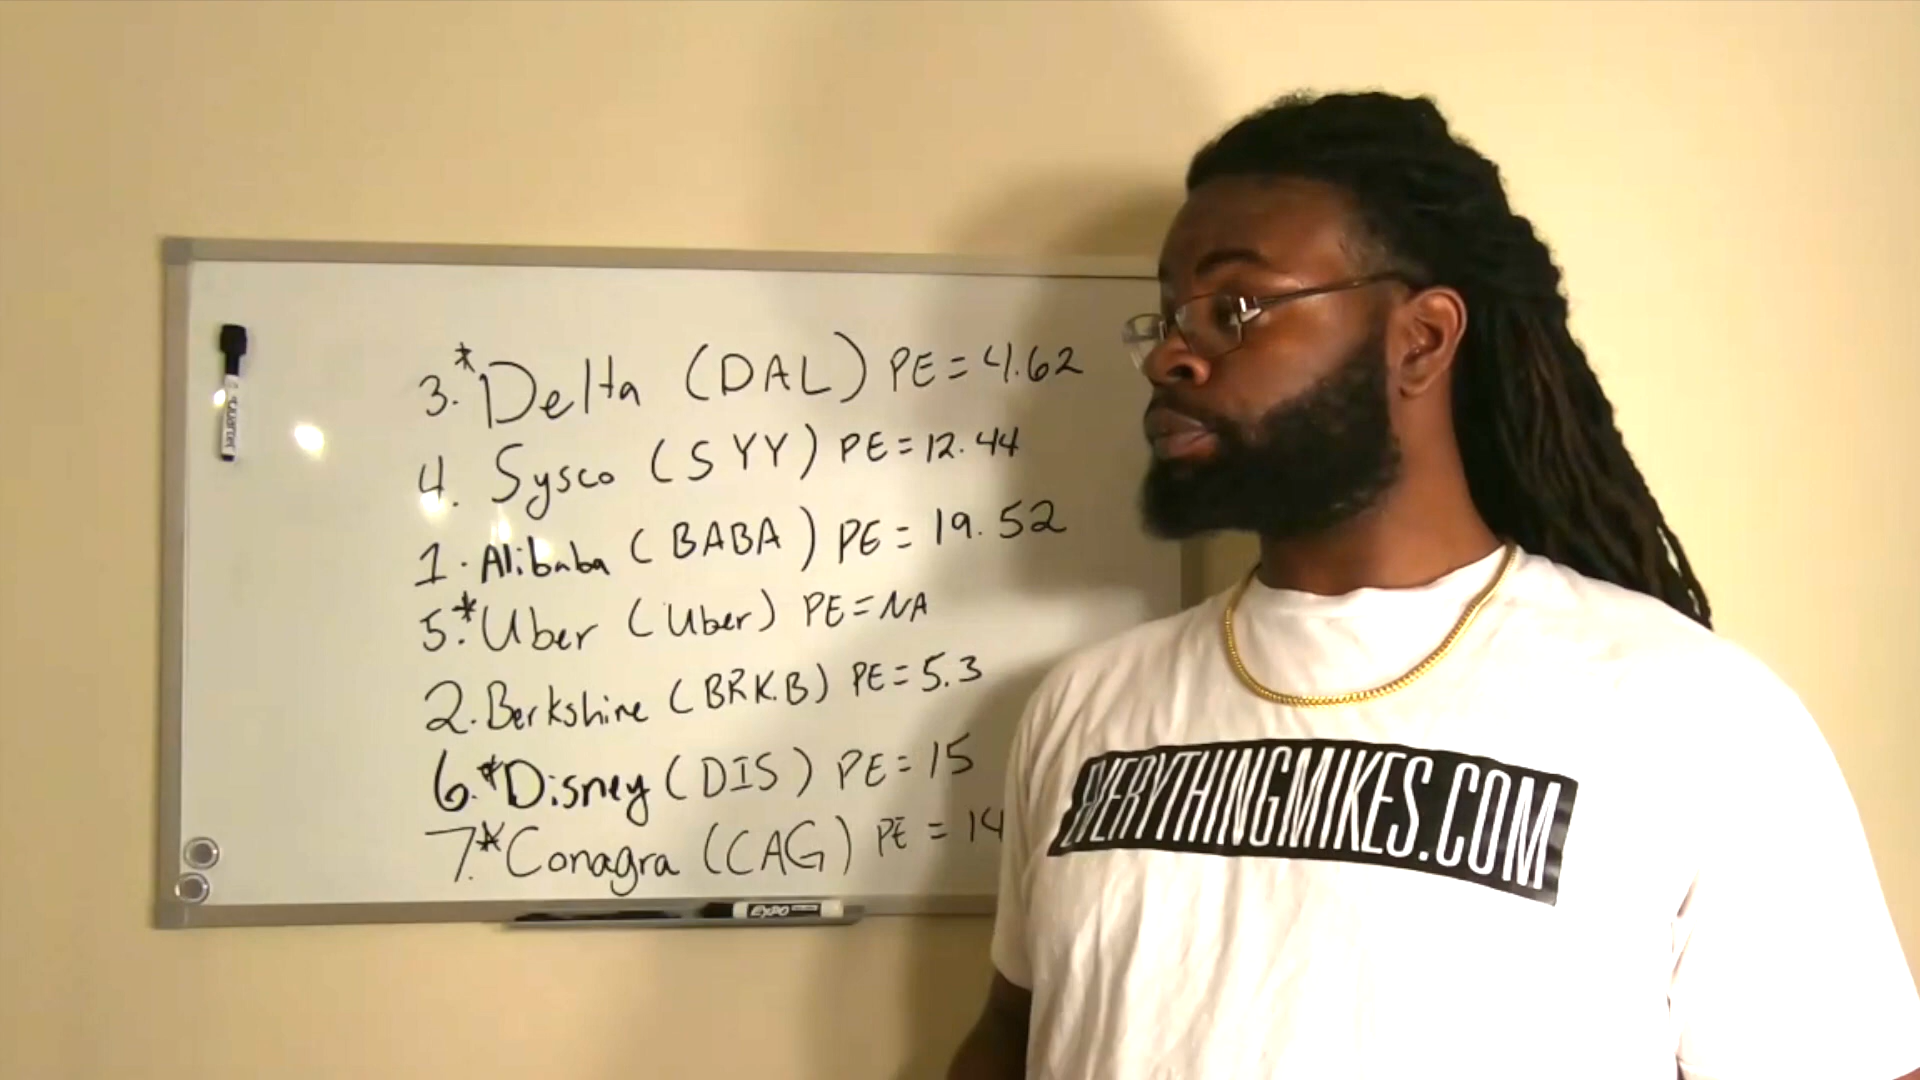 3.*Delta (DAL) PE=4.62
4. Sysco (SYY) PE=12.44
1. Alibaba (BABA) PE=19.52
5.*Uber (Uber) PE=NA
2. Berkshire (BRK.B) PE=5.3
6.*Disney (DIS) PE=15
7.*Conagra (CAG) PE=14
EXPO
EVERYTHINGMIKES.COM